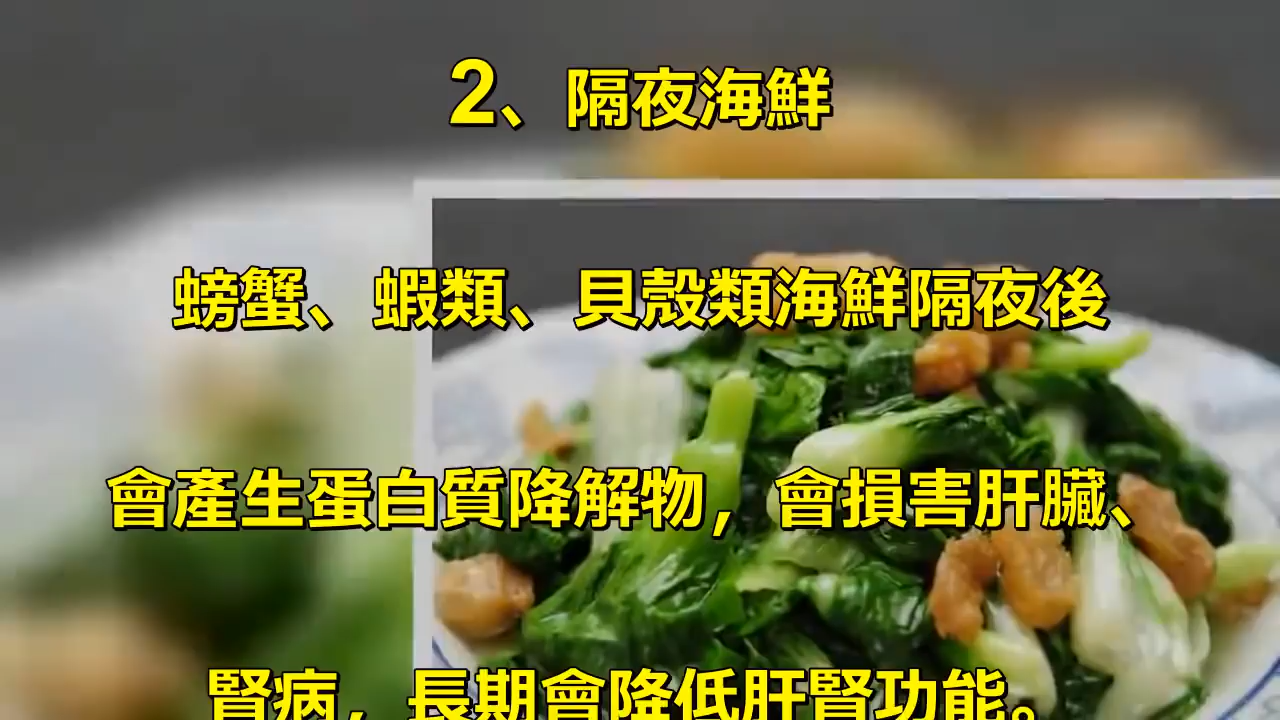 2、隔夜海鮮
螃蟹、蝦類、貝殼類海鮮隔夜後
會產生蛋白質降解物，會損害肝臟、
腎病，長期會降低肝腎功能。